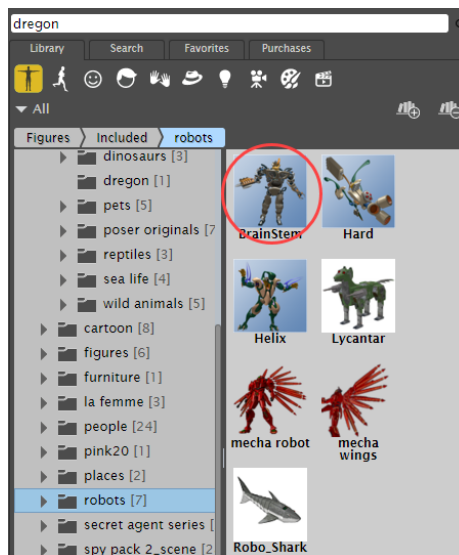 dregon
Library Search Favorites Purchases
All
Figures Included robots
dinosaurs [3]
dregon [1]
pets [5]
poser originals [7
reptiles [3]
sea life [4]
wild animals [5]
cartoon [8]
figures [6]
furniture [1]
la femme [3]
people [24]
pink20 [1]
places [2]
robots [7]
secret agent series [
spy pack 2_scene [2
BrainStem Hard
Helix Lycantar
mecha robot mecha
wings
Robo_Shark